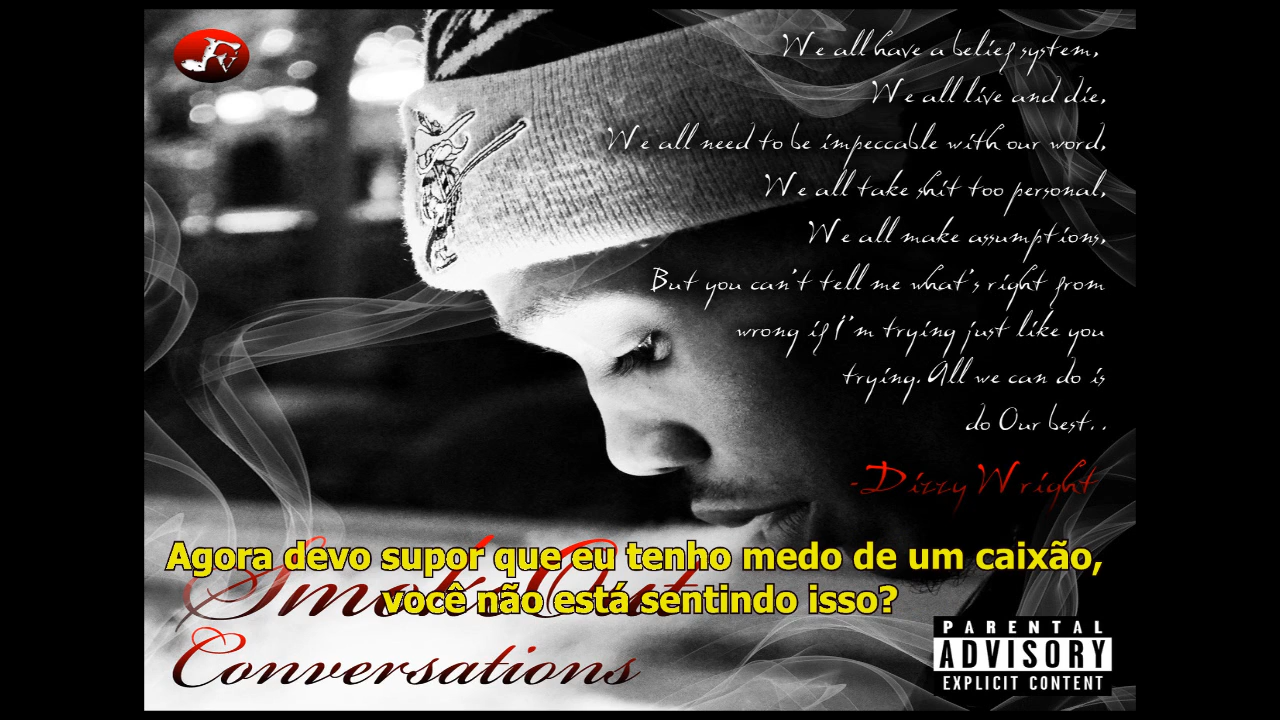 We all have a belief system,
We all live and die,
We all need to be impeccable with our word,
We all take shit too personal,
We all make assumptions,
But you can't tell me what's right from
wrong if I'm trying just like you
trying. All we can do is
do Our best. .
-Dizzy Wright
Agora devo supor que eu tenho medo de um caixão,
você não está sentindo isso?
SmokeOut
Conversations
PARENTAL
ADVISORY
EXPLICIT CONTENT